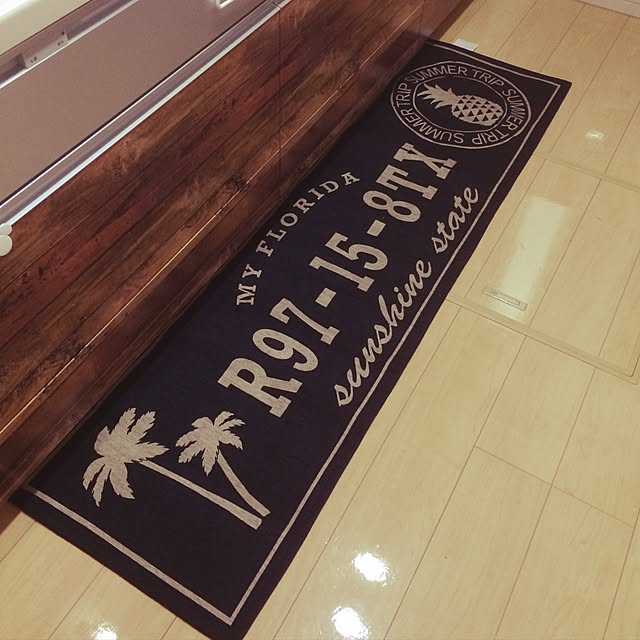 MY FLORIDA
R97-15-8TX
sunshine state
SUMMER TRIP SUMMER TRIP SUMMER TRIP